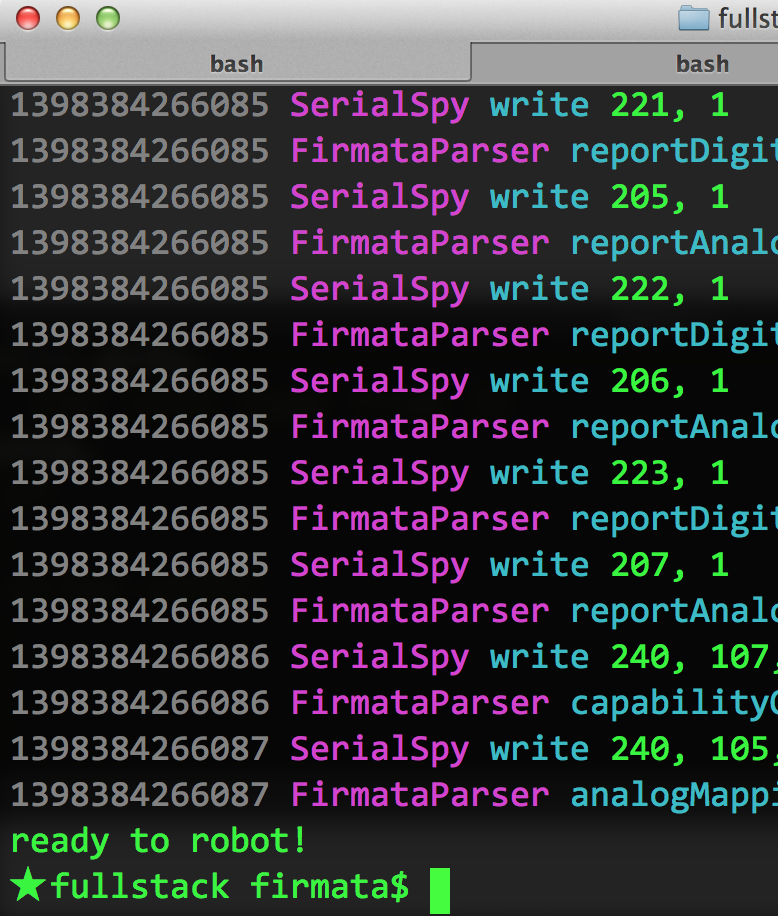 fullst
bash bash
1398384266085 SerialSpy write 221, 1
1398384266085 FirmataParser reportDigit
1398384266085 SerialSpy write 205, 1
1398384266085 FirmataParser reportAnalo
1398384266085 SerialSpy write 222, 1
1398384266085 FirmataParser reportDigit
1398384266085 SerialSpy write 206, 1
1398384266085 FirmataParser reportAnalo
1398384266085 SerialSpy write 223, 1
1398384266085 FirmataParser reportDigit
1398384266085 SerialSpy write 207, 1
1398384266085 FirmataParser reportAnalo
1398384266086 SerialSpy write 240, 107,
1398384266086 FirmataParser capabilityQ
1398384266087 SerialSpy write 240, 105,
1398384266087 FirmataParser analogMappi
ready to robot!
★fullstack firmata$